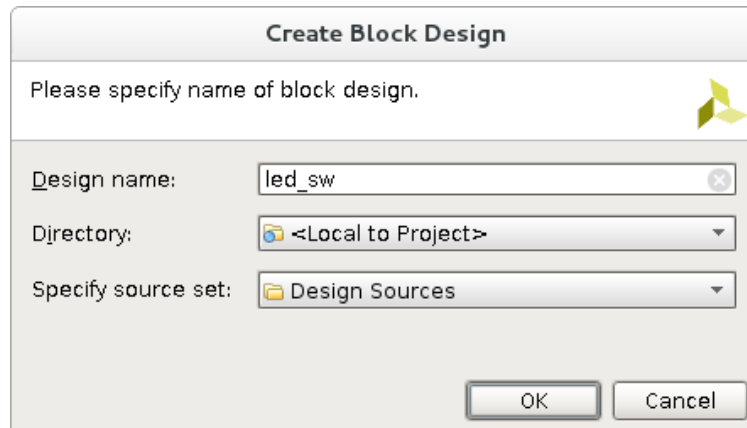 Create Block Design
Please specify name of block design.
Design name: led_sw
Directory: <Local to Project>
Specify source set: Design Sources
OK Cancel